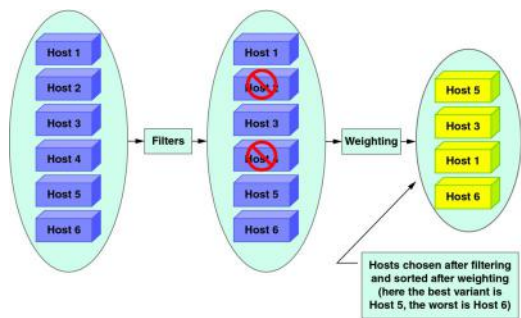 Host 1
Host 2
Host 3
Host 4
Host 5
Host 6
Filters
Host 1
Host
Host 3
Host
Host 5
Host 6
Weighting
Host 5
Host 3
Host 1
Host 6
Hosts chosen after filtering
and sorted after weighting
(here the best variant is
Host 5, the worst is Host 6)